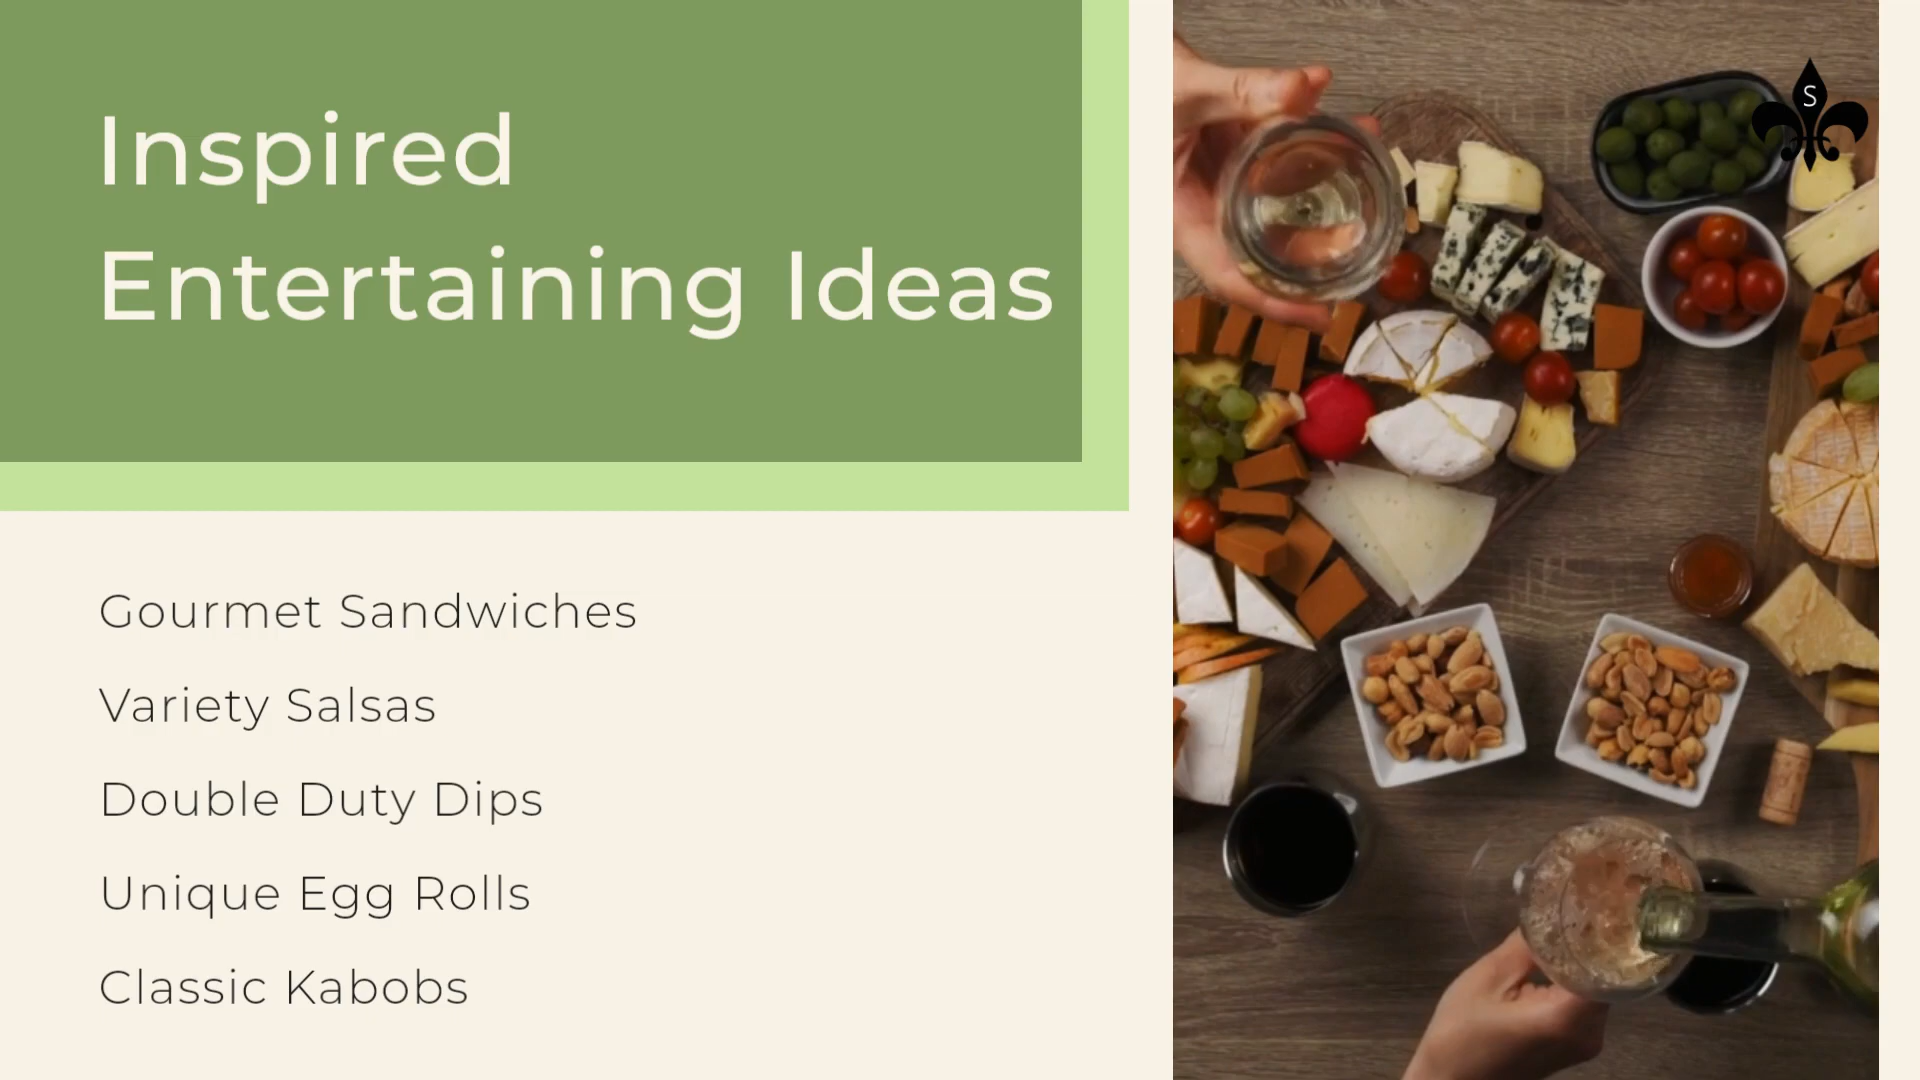 Inspired
Entertaining Ideas
Gourmet Sandwiches
Variety Salsas
Double Duty Dips
Unique Egg Rolls
Classic Kabobs
S